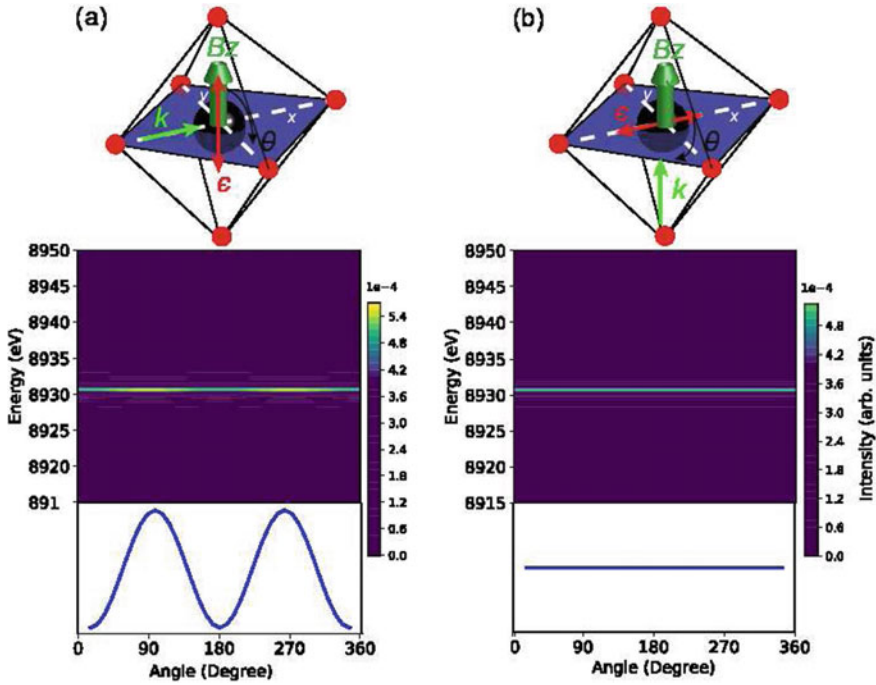 (a)
Bz
y
x
k
θ
ϵ
8950
8945
8940
8935
8930
8925
8920
891
Energy (eV)
1e−4
5.4
4.8
4.2
3.6
3.0
2.4
1.8
1.2
0.6
0.0
0 90 180 270 360
Angle (Degree)
(b)
Bz
y
x
ϵ
θ
k
8950
8945
8940
8935
8930
8925
8920
8915
Energy (eV)
1e−4
4.8
4.2
3.6
3.0
2.4
1.8
1.2
0.6
0.0
Intensity (arb. units)
0 90 180 270 360
Angle (Degree)